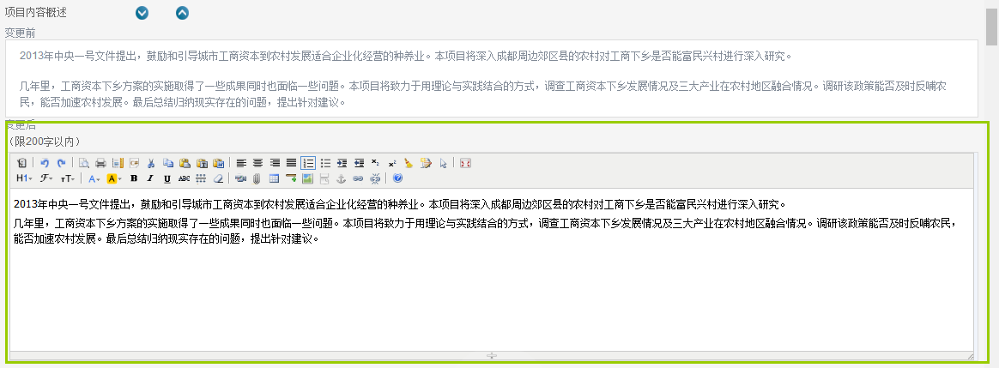 项目内容概述
变更前
2013年中央一号文件提出，鼓励和引导城市工商资本到农村发展适合企业化经营的种养业。本项目将深入成都周边郊区县的农村对工商下乡是否能富民兴村进行深入研究。
几年里，工商资本下乡方案的实施取得了一些成果同时也面临一些问题。本项目将致力于用理论与实践结合的方式，调查工商资本下乡发展情况及三大产业在农村地区融合情况。调研该政策能否及时反哺农
民，能否加速农村发展。最后总结归纳现实存在的问题，提出针对建议。
变更后
（限200字以内）
H1 F TT A A B I U ABC
2013年中央一号文件提出，鼓励和引导城市工商资本到农村发展适合企业化经营的种养业。本项目将深入成都周边郊区县的农村对工商下乡是否能富民兴村进行深入研究。
几年里，工商资本下乡方案的实施取得了一些成果同时也面临一些问题。本项目将致力于用理论与实践结合的方式，调查工商资本下乡发展情况及三大产业在农村地区融合情况。调研该政策能否及时反哺农民，
能否加速农村发展。最后总结归纳现实存在的问题，提出针对建议。